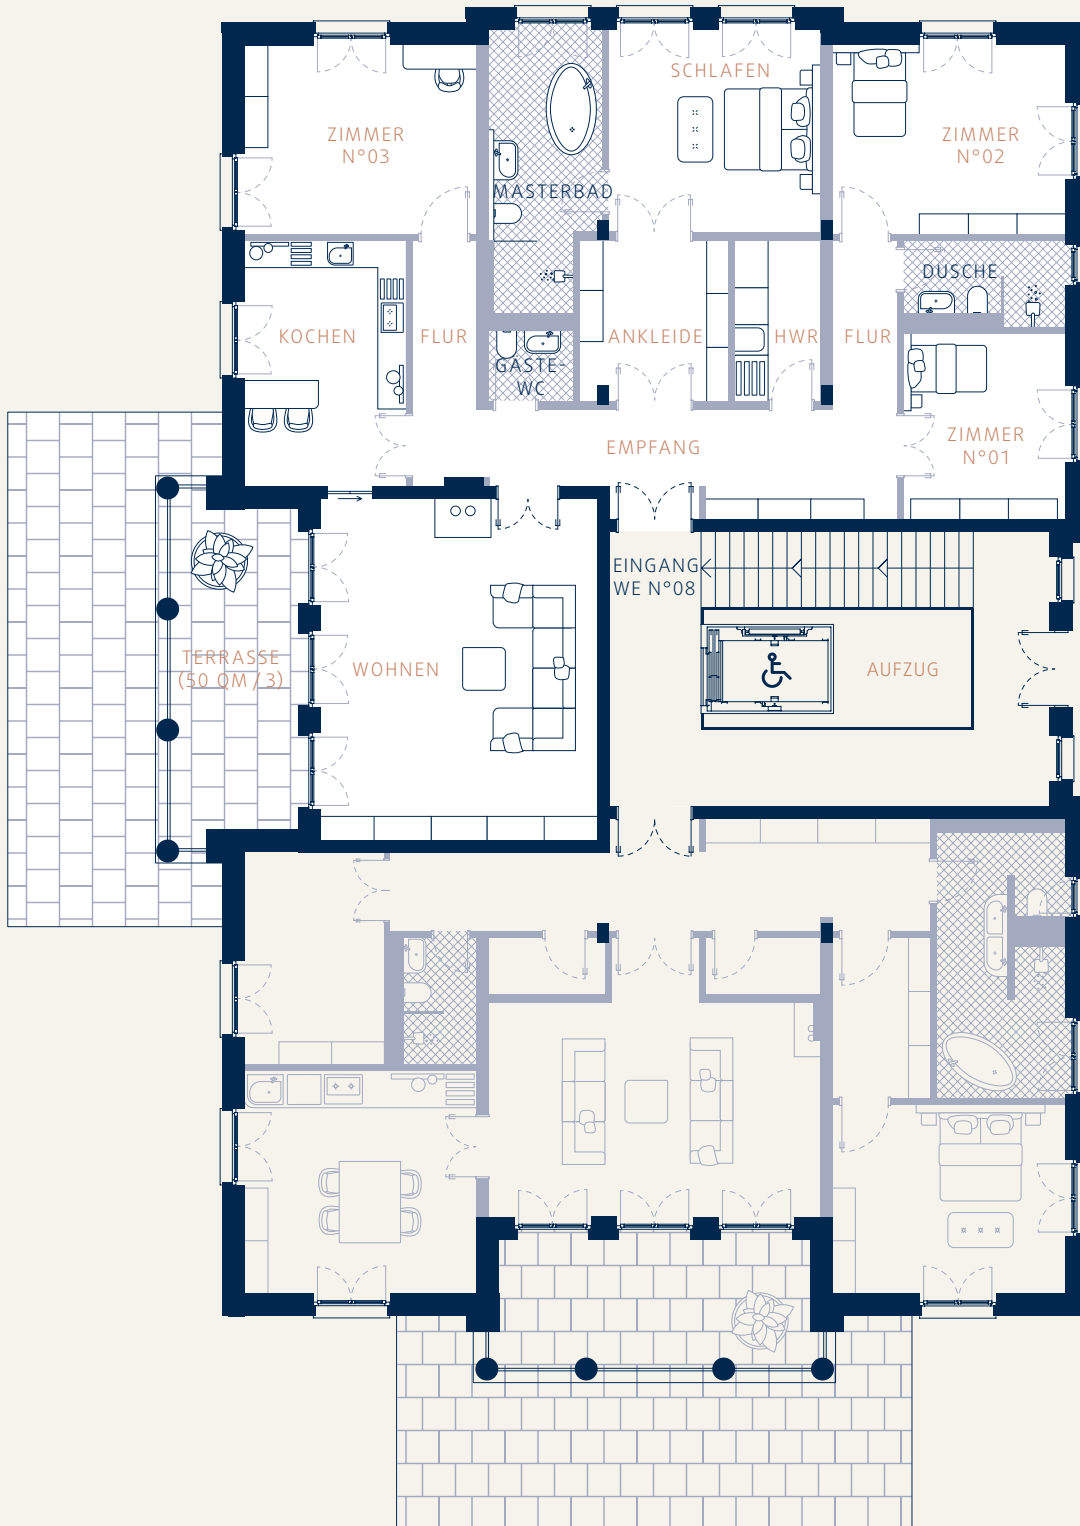 SCHLAFEN
ZIMMER
N°03
ZIMMER
N°02
MASTERBAD
DUSCHE
KOCHEN
FLUR
GÄSTE-
WC
ANKLEIDE
HWR
FLUR
EMPFANG
ZIMMER
N°01
EINGANG
WE N°08
TERRASSE
(50 QM / 3)
WOHNEN
AUFZUG